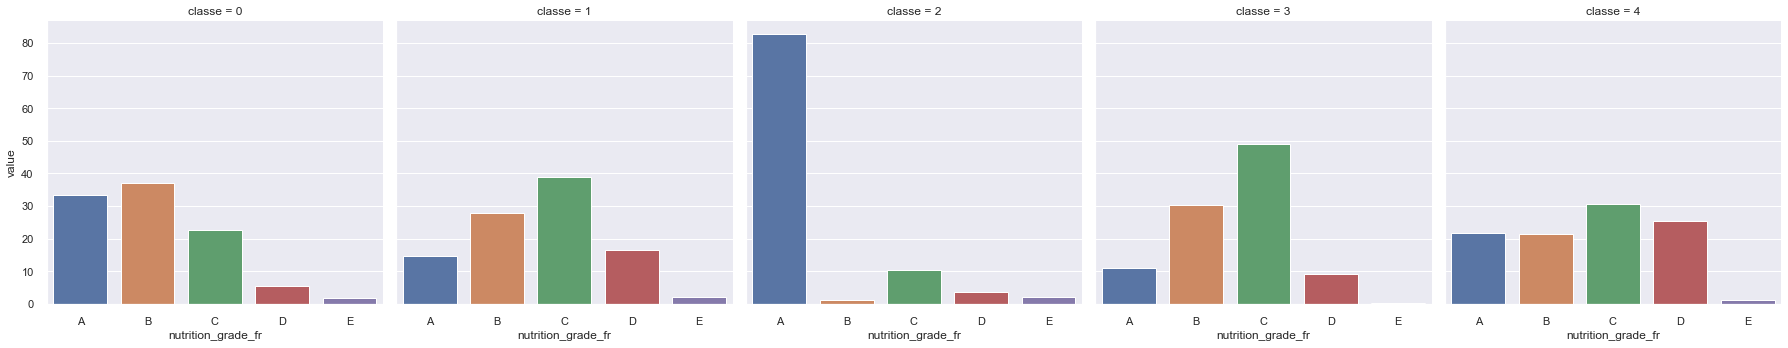 classe = 0 classe = 1 classe = 2 classe = 3 classe = 4
80
70
60
50
40
30
20
10
0
value
A B C D E A B C D E A B C D E A B C D E A B C D E
nutrition_grade_fr nutrition_grade_fr nutrition_grade_fr nutrition_grade_fr nutrition_grade_fr